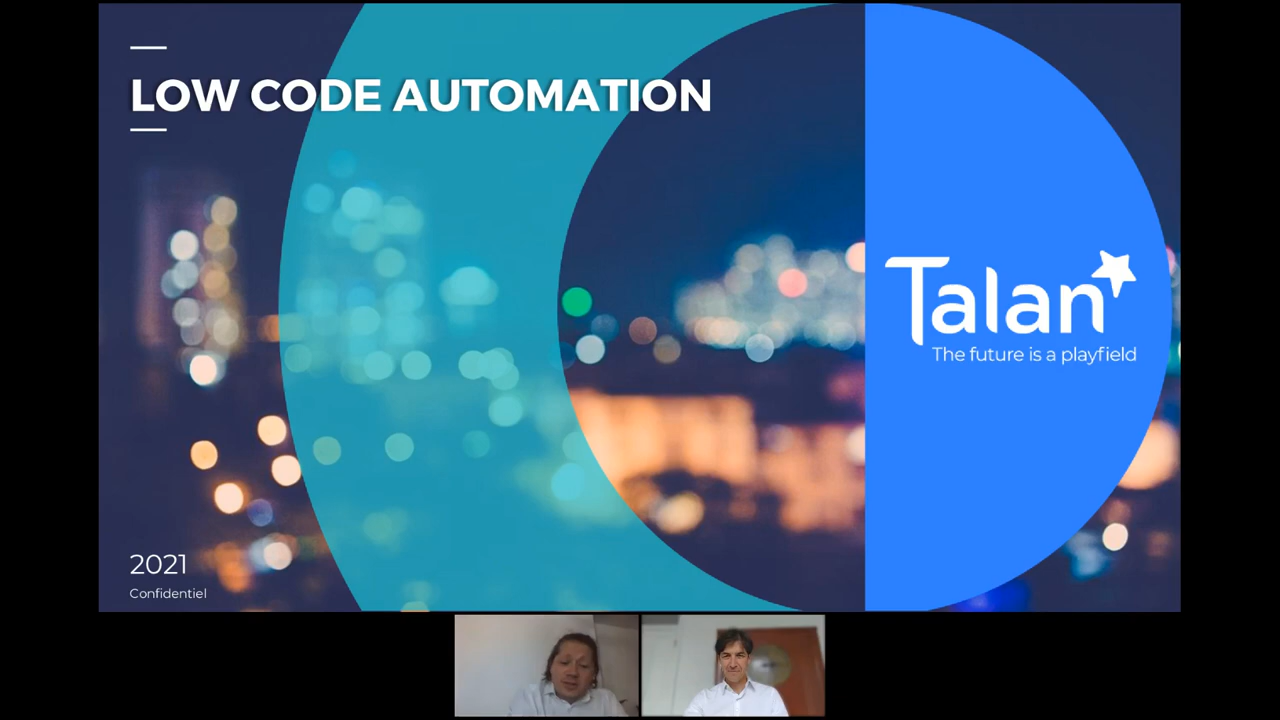 LOW CODE AUTOMATION
Talan
The future is a playfield
2021
Confidentiel